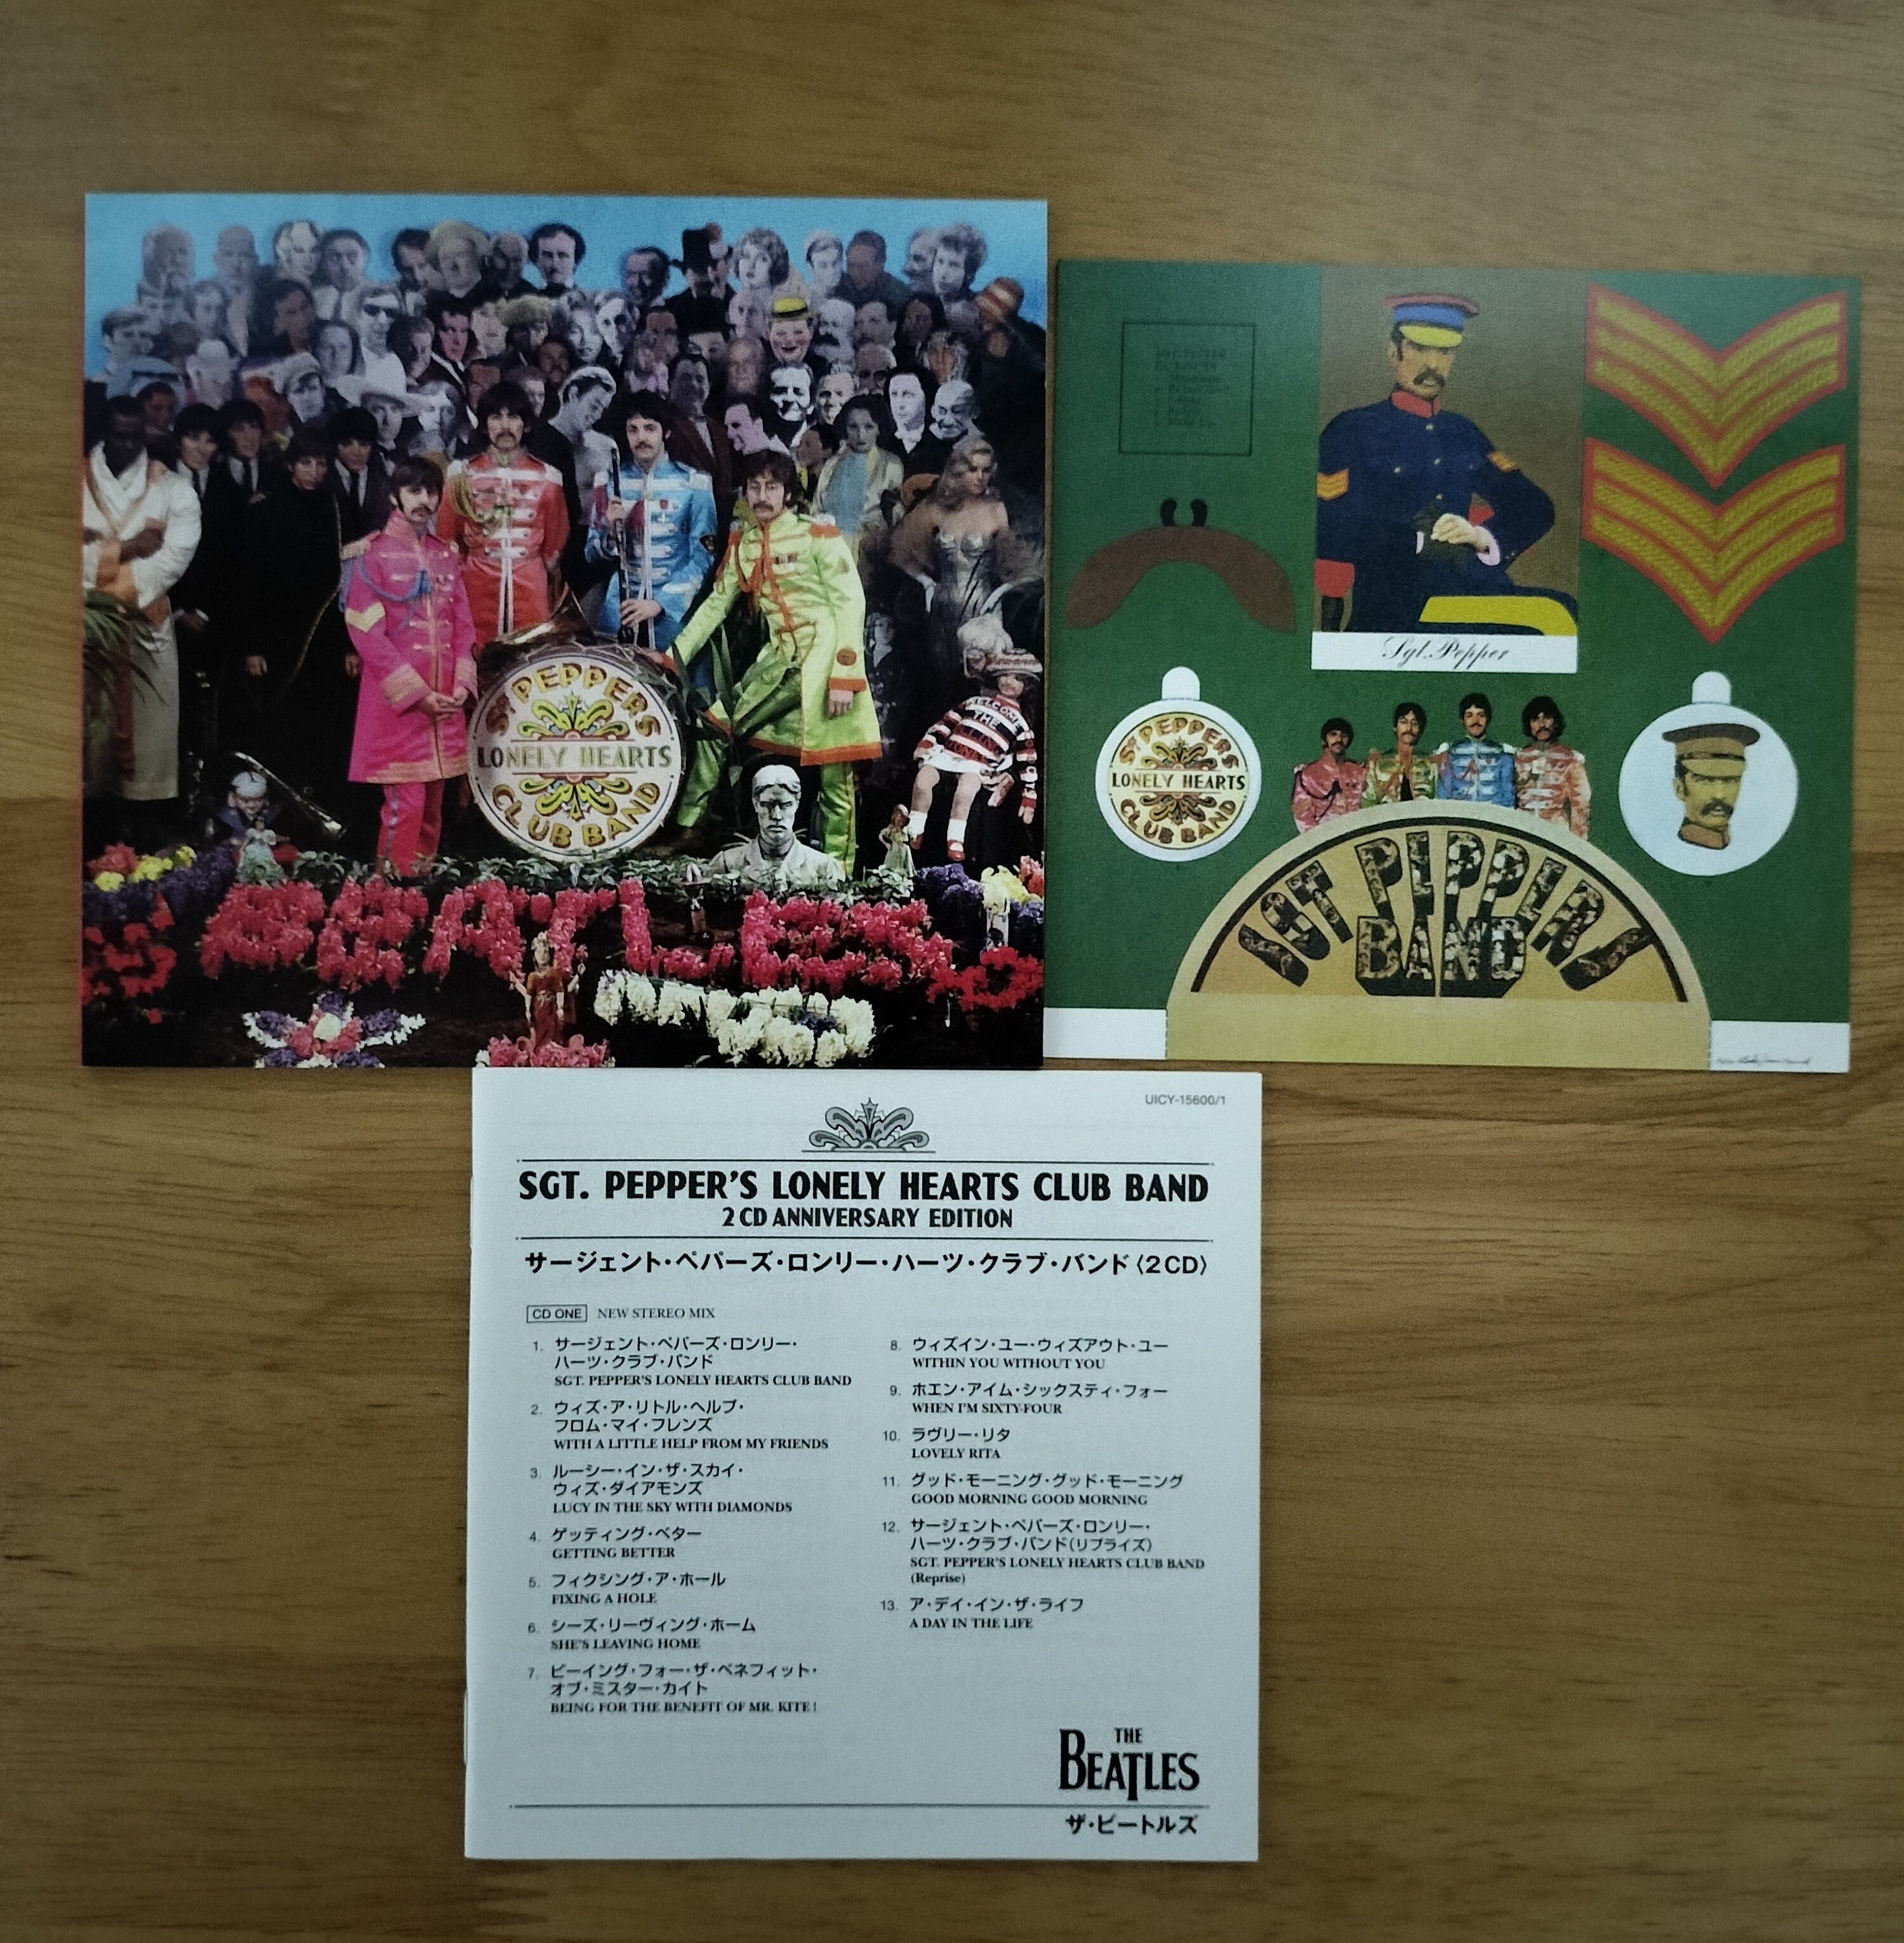 SGT PEPPERS
LONELY HEARTS
CLUB BAND
WELCOME
THE
BEATLES
Sgt. Pepper
SGT PEPPERS
LONELY HEARTS
CLUB BAND
SGT PEPPERS
BAND
UICY-15600/1
SGT. PEPPER'S LONELY HEARTS CLUB BAND
2CD ANNIVERSARY EDITION
サージェント・ペパーズ・ロンリー・ハーツ・クラブ・バンド〈2CD〉
CD ONE NEW STEREO MIX
1. サージェント・ペパーズ・ロンリー・
ハーツ・クラブ・バンド
SGT. PEPPER'S LONELY HEARTS CLUB BAND
2. ウィズ・ア・リトル・ヘルプ・
フロム・マイ・フレンズ
WITH A LITTLE HELP FROM MY FRIENDS
3. ルーシー・イン・ザ・スカイ・
ウィズ・ダイアモンズ
LUCY IN THE SKY WITH DIAMONDS
4. ゲッティング・ベター
GETTING BETTER
5. フィクシング・ア・ホール
FIXING A HOLE
6. シーズ・リーヴィング・ホーム
SHE'S LEAVING HOME
7. ビーイング・フォー・ザ・ベネフィット・
オブ・ミスター・カイト
BEING FOR THE BENEFIT OF MR. KITE!
8. ウィズイン・ユー・ウィズアウト・ユー
WITHIN YOU WITHOUT YOU
9. ホエン・アイム・シックスティ・フォー
WHEN I'M SIXTY-FOUR
10. ラヴリー・リタ
LOVELY RITA
11. グッド・モーニング・グッド・モーニング
GOOD MORNING GOOD MORNING
12. サージェント・ペパーズ・ロンリー・
ハーツ・クラブ・バンド(リプライズ)
SGT. PEPPER'S LONELY HEARTS CLUB BAND
(Reprise)
13. ア・デイ・イン・ザ・ライフ
A DAY IN THE LIFE
THE
BEATLES
ザ・ビートルズ